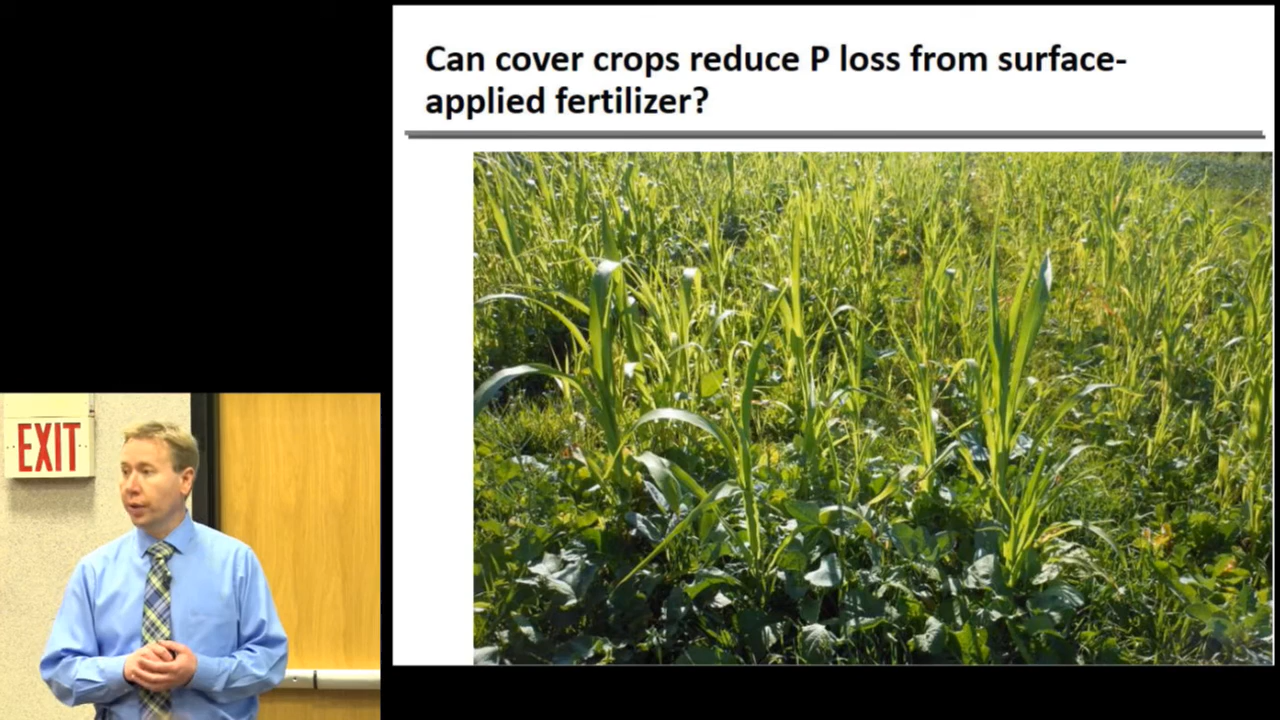 Can cover crops reduce P loss from surface-
applied fertilizer?
EXIT